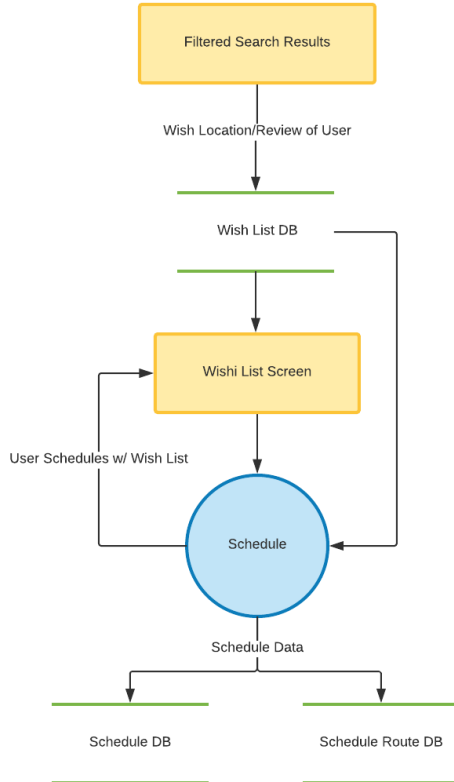 Filtered Search Results
Wish Location/Review of User
Wish List DB
Wishi List Screen
User Schedules w/ Wish List
Schedule
Schedule Data
Schedule DB
Schedule Route DB